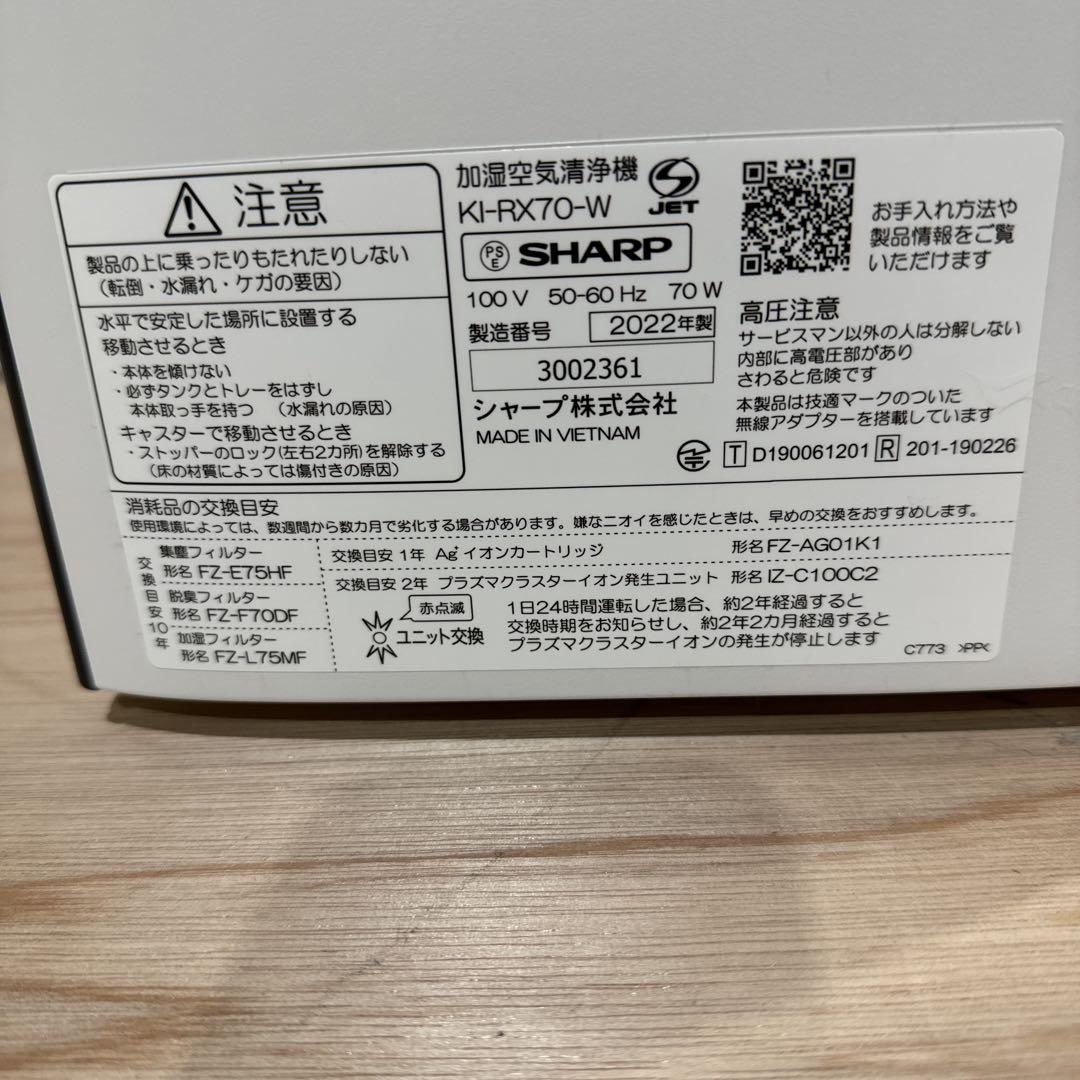 注意
製品の上に乗ったりもたれたりしない
（転倒・水漏れ・ケガの要因）
水平で安定した場所に設置する
移動させるとき
・本体を傾けない
・必ずタンクとトレーをはずし
本体取っ手を持つ （水漏れの原因）
キャスターで移動させるとき
・ストッパーのロック(左右2カ所)を解除する
（床の材質によっては傷付きの原因）
加湿空気清浄機
KI-RX70-W
JET
PS
E
SHARP
100 V 50-60 Hz 70 W
製造番号 2022年製
3002361
シャープ株式会社
MADE IN VIETNAM
お手入れ方法や
製品情報をご覧
いただけます
高圧注意
サービスマン以外の人は分解しない
内部に高電圧部があり
さわると危険です
本製品は技適マークのついた
無線アダプターを搭載しています
T D190061201 R 201-190226
消耗品の交換目安
使用環境によっては、数週間から数カ月で劣化する場合があります。嫌なニオイを感じたときは、早めの交換をおすすめします。
交換目安10年
集塵フィルター
形名 FZ-E75HF
脱臭フィルター
形名 FZ-F70DF
加湿フィルター
形名 FZ-L75MF
交換目安 1年 Ag⁺イオンカートリッジ 形名 FZ-AG01K1
交換目安 2年 プラズマクラスターイオン発生ユニット 形名 IZ-C100C2
赤点滅
ユニット交換
1日24時間運転した場合、約2年経過すると
交換時期をお知らせし、約2年2カ月経過すると
プラズマクラスターイオンの発生が停止します
C773 >PP<